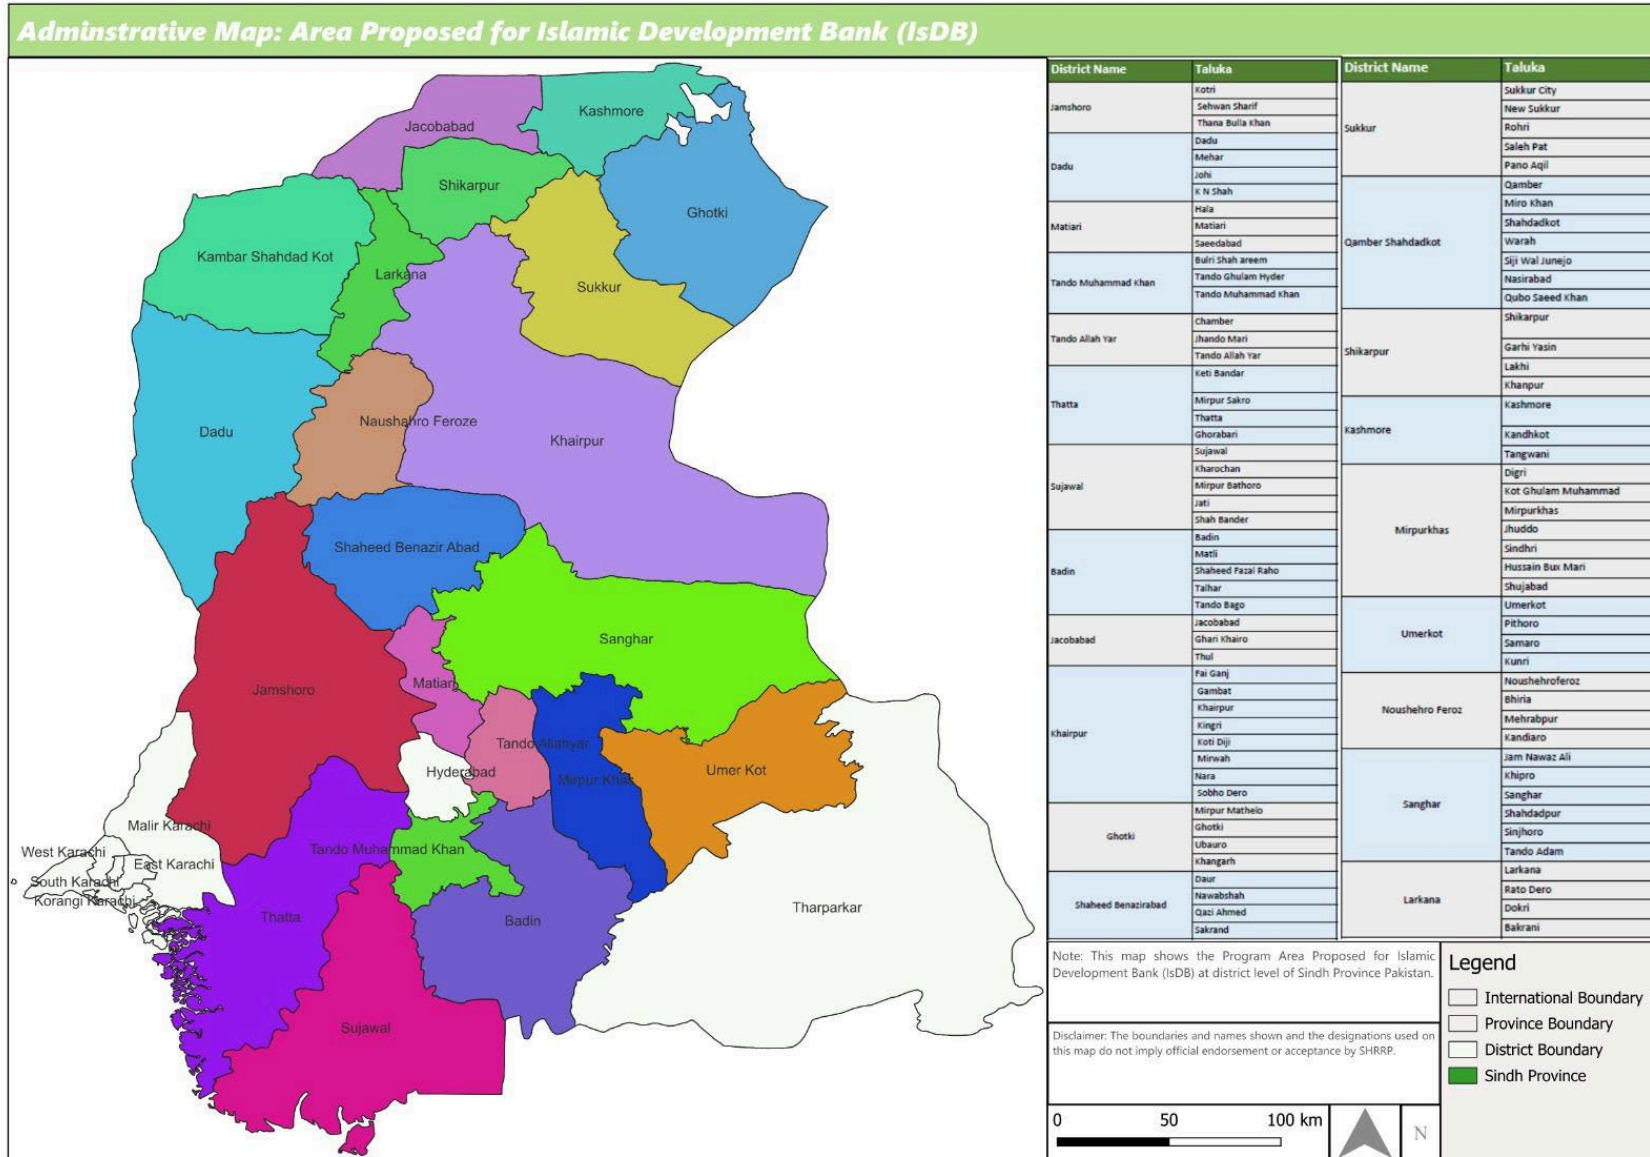 Adminstrative Map: Area Proposed for Islamic Development Bank (IsDB)
Jacobabad
Kashmore
Shikarpur
Ghotki
Kambar Shahdad Kot
Larkana
Sukkur
Naushahro Feroze
Dadu
Khairpur
Shaheed Benazir Abad
Sanghar
Matiari
Jamshoro
Tando Allahyar
Hyderabad
Mirpur Khas
Umer Kot
Malir Karachi
West Karachi
East Karachi
South Karachi
Korangi Karachi
Tando Muhammad Khan
Thatta
Badin
Tharparkar
Sujawal
District Name Taluka
Jamshoro
Kotri
Sehwan Sharif
Thana Bulla Khan
Dadu
Dadu
Mehar
Johi
K N Shah
Matiari
Hala
Matiari
Saeedabad
Tando Muhammad Khan
Bulri Shah areem
Tando Ghulam Hyder
Tando Muhammad Khan
Tando Allah Yar
Chamber
Jhando Mari
Tando Allah Yar
Thatta
Keti Bandar
Mirpur Sakro
Thatta
Ghorabari
Sujawal
Sujawal
Kharochan
Mirpur Bathoro
Jati
Shah Bander
Badin
Badin
Matli
Shaheed Fazal Raho
Talhar
Tando Bago
Jacobabad
Jacobabad
Ghari Khairo
Thul
Khairpur
Fai Ganj
Gambat
Khairpur
Kingri
Koti Diji
Mirwah
Nara
Sobho Dero
Ghotki
Mirpur Mathelo
Ghotki
Ubauro
Khangarh
Shaheed Benazirabad
Daur
Nawabshah
Qazi Ahmed
Sakrand
District Name Taluka
Sukkur
Sukkur City
New Sukkur
Rohri
Saleh Pat
Pano Aqil
Qamber Shahdadkot
Qamber
Miro Khan
Shahdadkot
Warah
Siji Wal Junejo
Nasirabad
Qubo Saeed Khan
Shikarpur
Shikarpur
Garhi Yasin
Lakhi
Khanpur
Kashmore
Kashmore
Kandhkot
Tangwani
Mirpurkhas
Digri
Kot Ghulam Muhammad
Mirpurkhas
Jhuddo
Sindhri
Hussain Bux Mari
Shujabad
Umerkot
Umerkot
Pithoro
Samaro
Kunri
Noushehro Feroz
Noushehroferoz
Bhiria
Mehrabpur
Kandiaro
Sanghar
Jam Nawaz Ali
Khipro
Sanghar
Shahdadpur
Sinjhoro
Tando Adam
Larkana
Larkana
Rato Dero
Dokri
Bakrani
Note: This map shows the Program Area Proposed for Islamic
Development Bank (IsDB) at district level of Sindh Province Pakistan.
Disclaimer: The boundaries and names shown and the designations used on
this map do not imply official endorsement or acceptance by SHRRP.
0 50 100 km
N
Legend
International Boundary
Province Boundary
District Boundary
Sindh Province